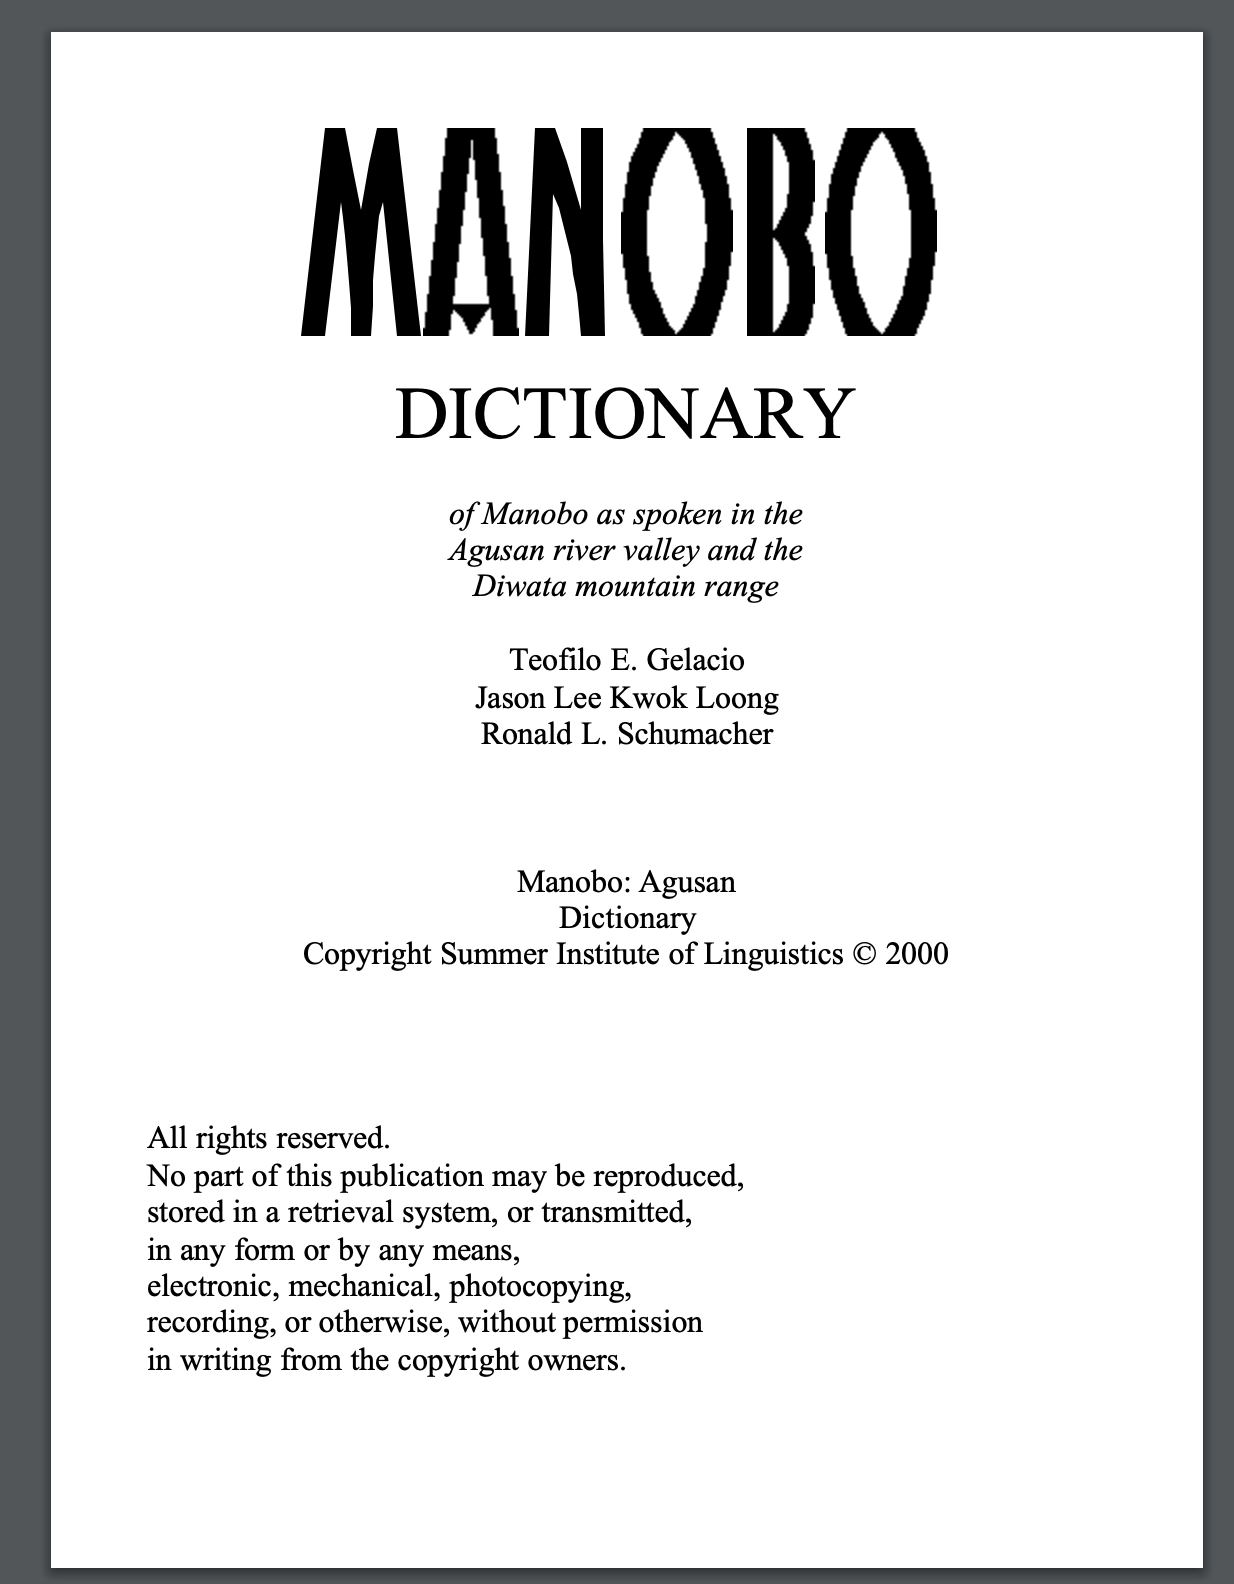 MANOBO
DICTIONARY
of Manobo as spoken in the
Agusan river valley and the
Diwata mountain range
Teofilo E. Gelacio
Jason Lee Kwok Loong
Ronald L. Schumacher
Manobo: Agusan
Dictionary
Copyright Summer Institute of Linguistics © 2000
All rights reserved.
No part of this publication may be reproduced,
stored in a retrieval system, or transmitted,
in any form or by any means,
electronic, mechanical, photocopying,
recording, or otherwise, without permission
in writing from the copyright owners.